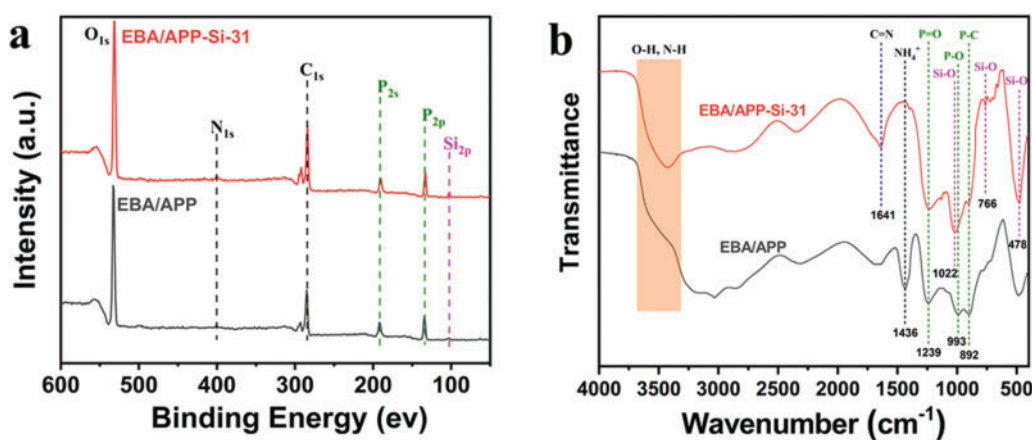 a
O1s
EBA/APP-Si-31
N1s
C1s
P2s
P2p
Si2p
EBA/APP
Intensity (a.u.)
600 500 400 300 200 100
Binding Energy (ev)
b
O-H, N-H
C=N
NH4+
P=O
P-O
P-C
Si-O
Si-O
Si-O
EBA/APP-Si-31
1641
766
478
EBA/APP
1022
1436
1239
993
892
Transmittance
4000 3500 3000 2500 2000 1500 1000 500
Wavenumber (cm-1)